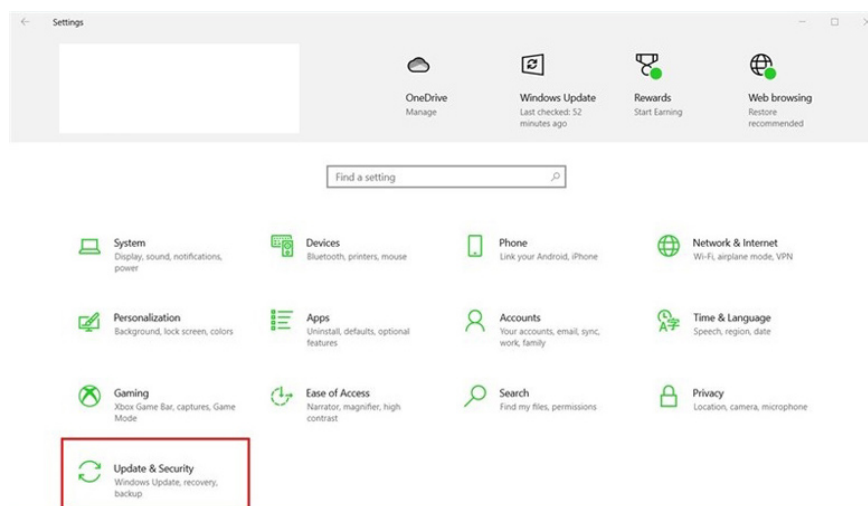 Settings
OneDrive
Manage
Windows Update
Last checked: 52
minutes ago
Rewards
Start Earning
Web browsing
Restore
recommended
Find a setting
System
Display, sound, notifications,
power
Devices
Bluetooth, printers, mouse
Phone
Link your Android, iPhone
Network & Internet
Wi-Fi, airplane mode, VPN
Personalization
Background, lock screen, colors
Apps
Uninstall, defaults, optional
features
Accounts
Your accounts, email, sync,
work, family
Time & Language
Speech, region, date
Gaming
Xbox Game Bar, captures, Game
Mode
Ease of Access
Narrator, magnifier, high
contrast
Search
Find my files, permissions
Privacy
Location, camera, microphone
Update & Security
Windows Update, recovery,
backup